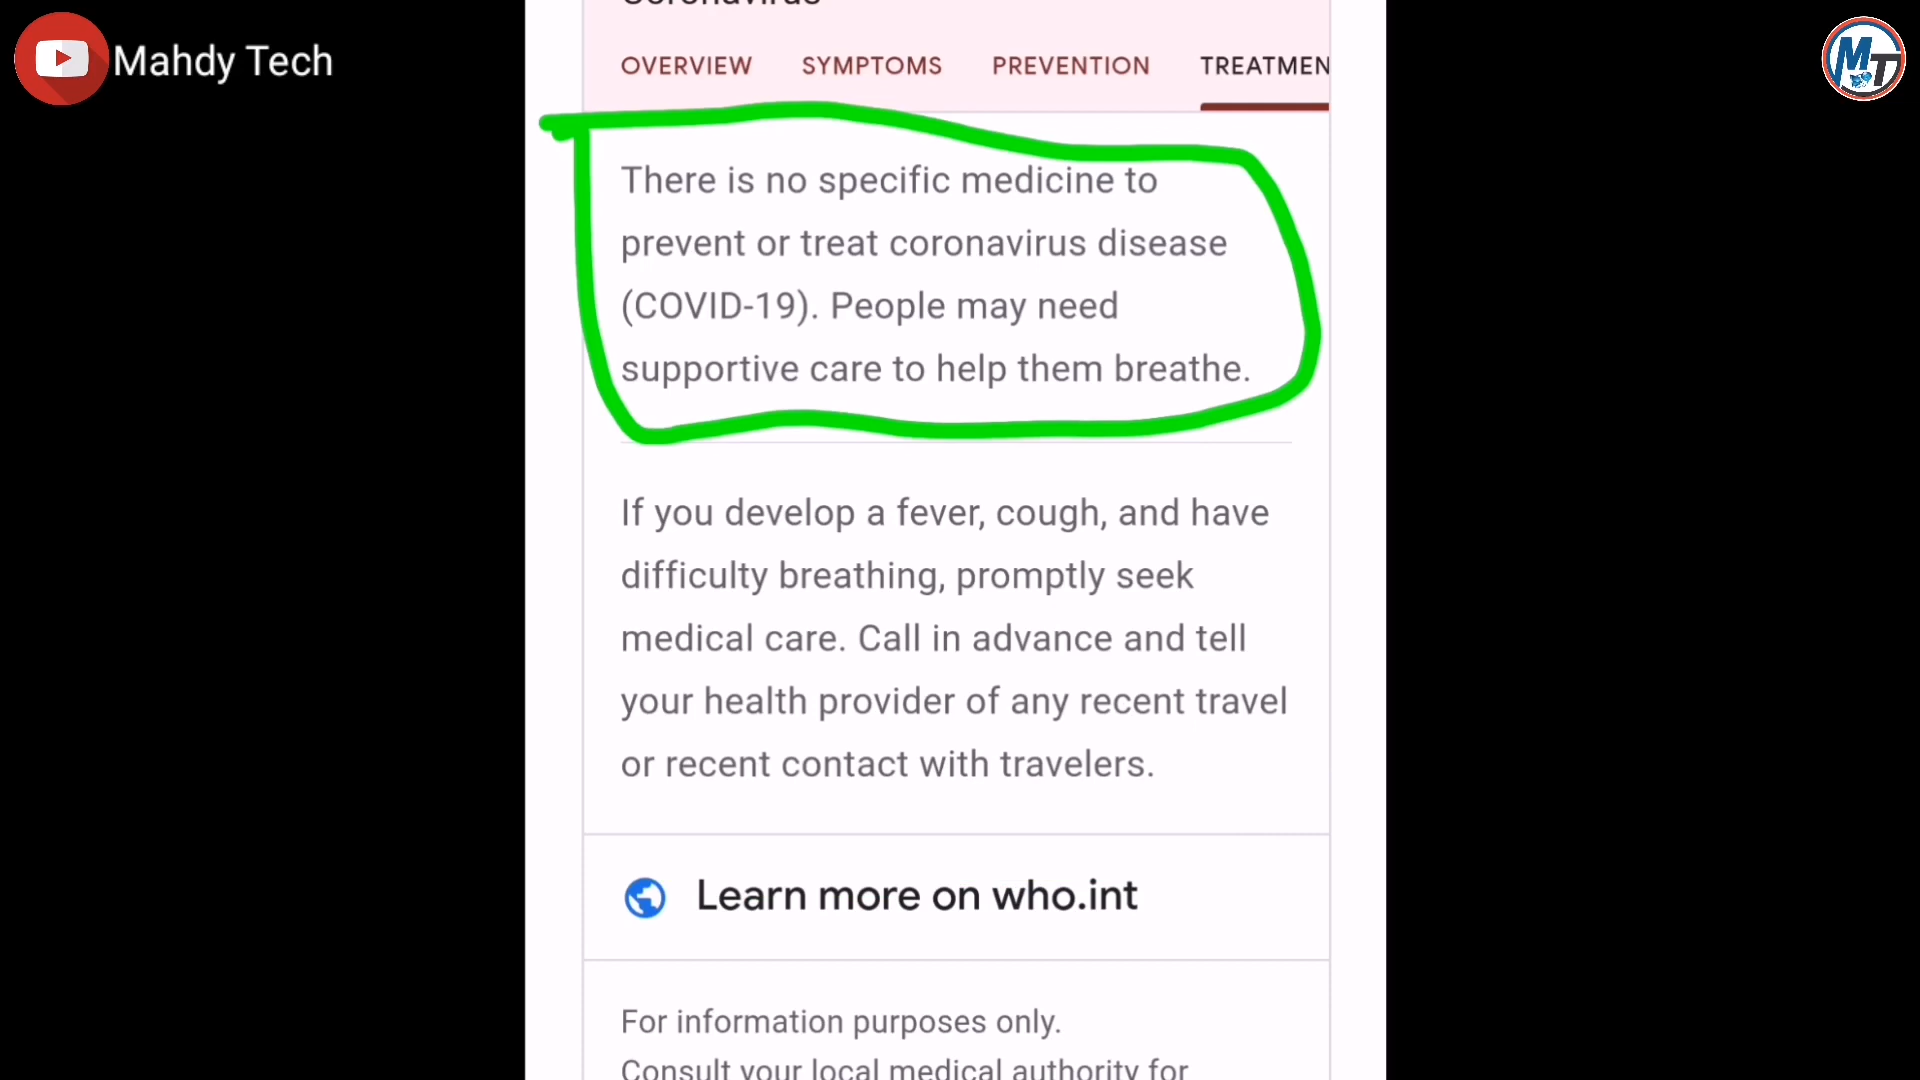 Mahdy Tech
MT
Coronavirus
OVERVIEW SYMPTOMS PREVENTION TREATMEN
There is no specific medicine to
prevent or treat coronavirus disease
(COVID-19). People may need
supportive care to help them breathe.
If you develop a fever, cough, and have
difficulty breathing, promptly seek
medical care. Call in advance and tell
your health provider of any recent travel
or recent contact with travelers.
Learn more on who.int
For information purposes only.
Consult your local medical authority for